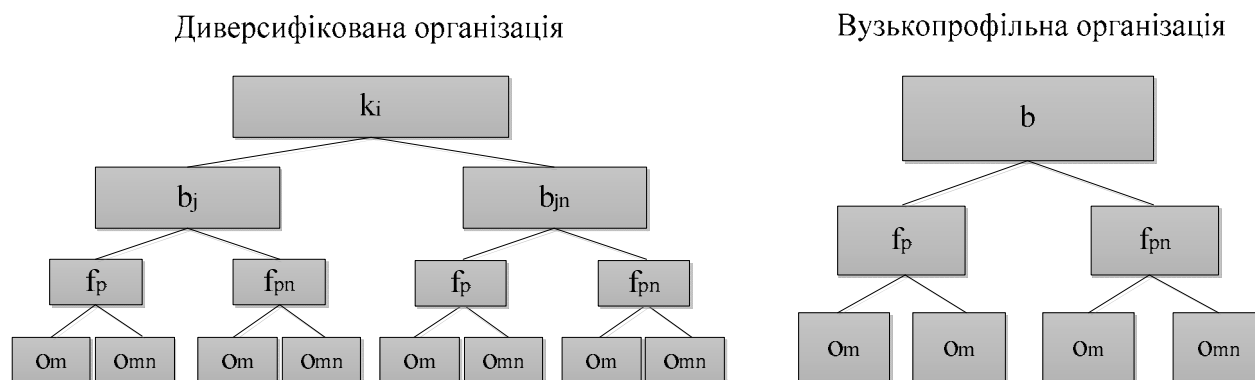 Диверсифікована організація
Вузькопрофільна організація
ki
b
bj
bjn
fp
fpn
fp
fpn
fp
fpn
om
omn
om
omn
om
omn
om
omn
om
om
om
omn